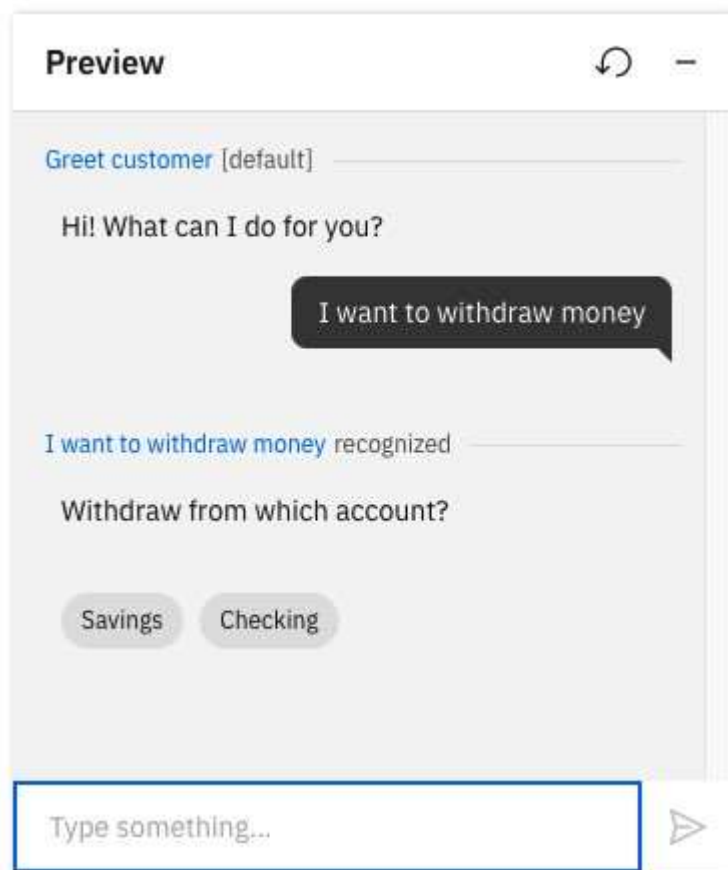 Preview
Greet customer [default]
Hi! What can I do for you?
I want to withdraw money
I want to withdraw money recognized
Withdraw from which account?
Savings Checking
Type something...